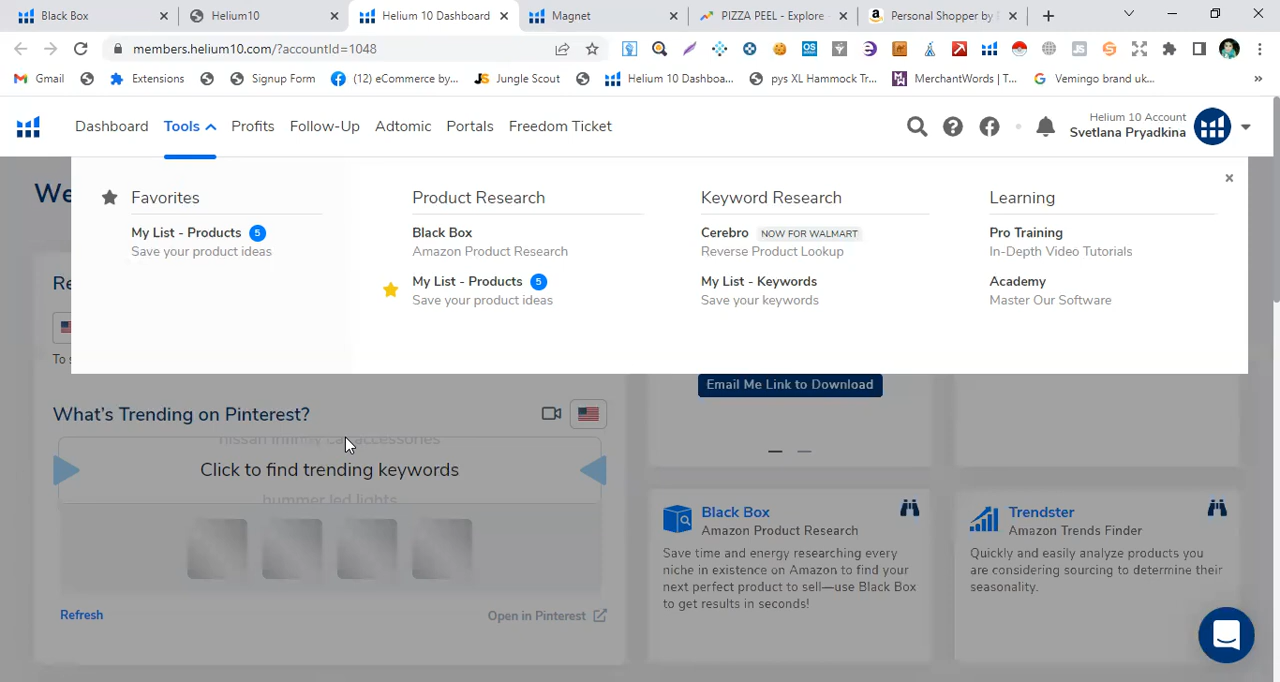 Black Box
Helium10
Helium 10 Dashboard
Magnet
PIZZA PEEL - Explore
Personal Shopper by
members.helium10.com/?accountId=1048
Gmail
Extensions
Signup Form
(12) eCommerce by...
Jungle Scout
Helium 10 Dashboa...
pys XL Hammock Tr...
MerchantWords | T...
Vemingo brand uk...
Dashboard
Tools
Profits
Follow-Up
Adtomic
Portals
Freedom Ticket
Helium 10 Account
Svetlana Pryadkina
We
Favorites
My List - Products 5
Save your product ideas
Product Research
Black Box
Amazon Product Research
My List - Products 5
Save your product ideas
Keyword Research
Cerebro NOW FOR WALMART
Reverse Product Lookup
My List - Keywords
Save your keywords
Learning
Pro Training
In-Depth Video Tutorials
Academy
Master Our Software
Re
To s
Email Me Link to Download
What's Trending on Pinterest?
Click to find trending keywords
hummer led lights
Refresh
Open in Pinterest
Black Box
Amazon Product Research
Save time and energy researching every
niche in existence on Amazon to find your
next perfect product to sell—use Black Box
to get results in seconds!
Trendster
Amazon Trends Finder
Quickly and easily analyze products you
are considering sourcing to determine their
seasonality.